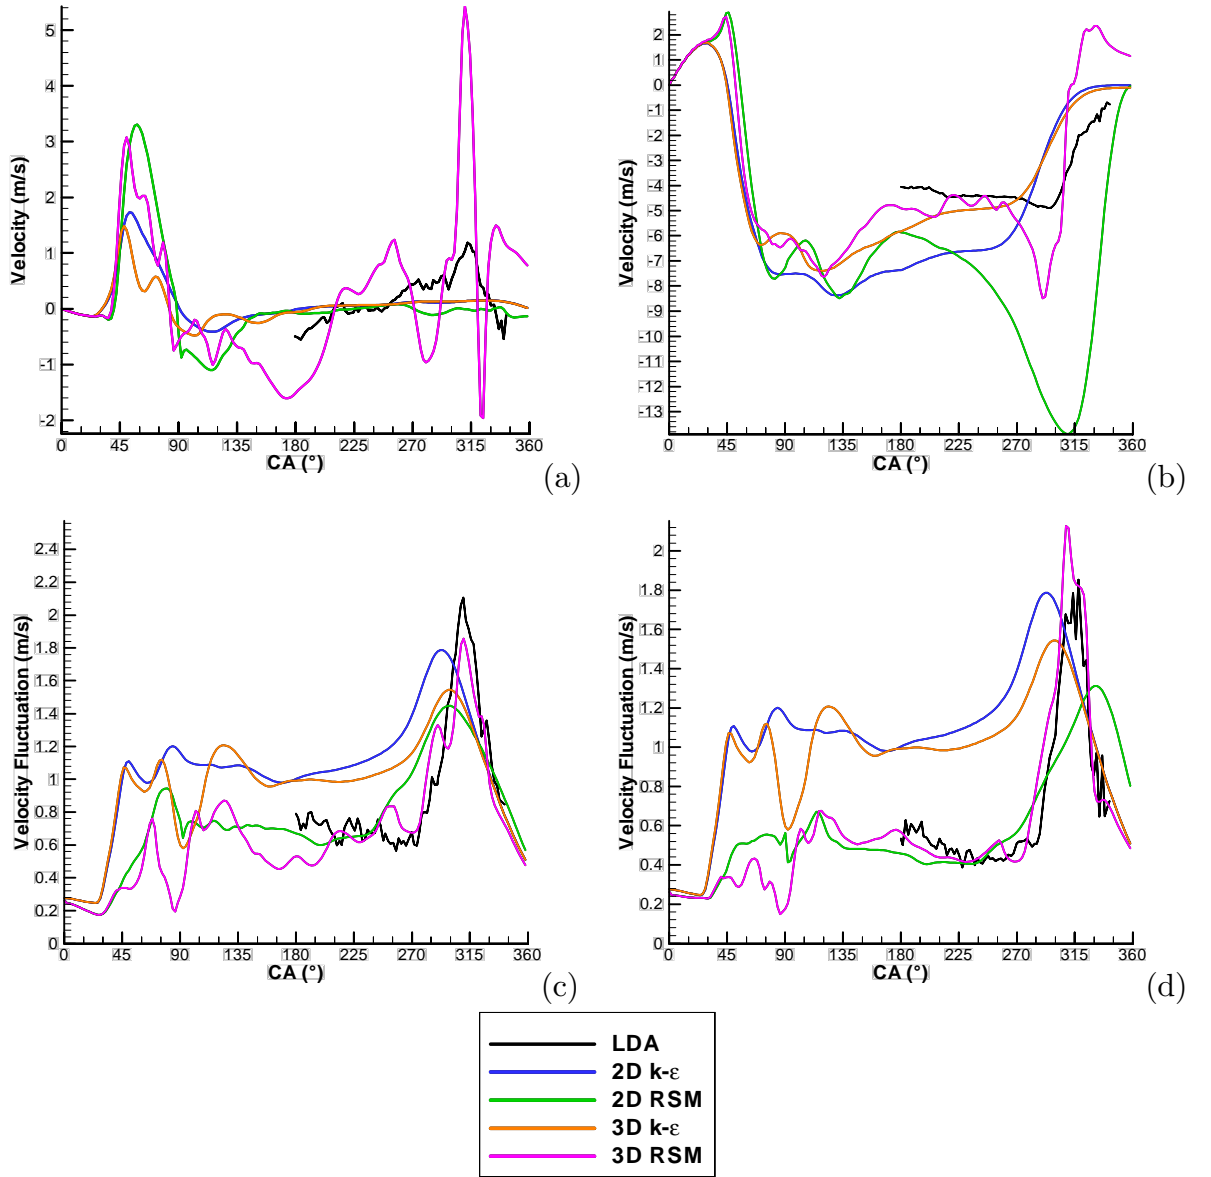 5
4
3
2
1
0
-1
-2
Velocity (m/s)
0 45 90 135 180 225 270 315 360
CA (°)
(a)
2
1
0
-1
-2
-3
-4
-5
-6
-7
-8
-9
-10
-11
-12
-13
Velocity (m/s)
0 45 90 135 180 225 270 315 360
CA (°)
(b)
2.4
2.2
2
1.8
1.6
1.4
1.2
1
0.8
0.6
0.4
0.2
0
Velocity Fluctuation (m/s)
0 45 90 135 180 225 270 315 360
CA (°)
(c)
2
1.8
1.6
1.4
1.2
1
0.8
0.6
0.4
0.2
0
Velocity Fluctuation (m/s)
0 45 90 135 180 225 270 315 360
CA (°)
(d)
LDA
2D k-ε
2D RSM
3D k-ε
3D RSM